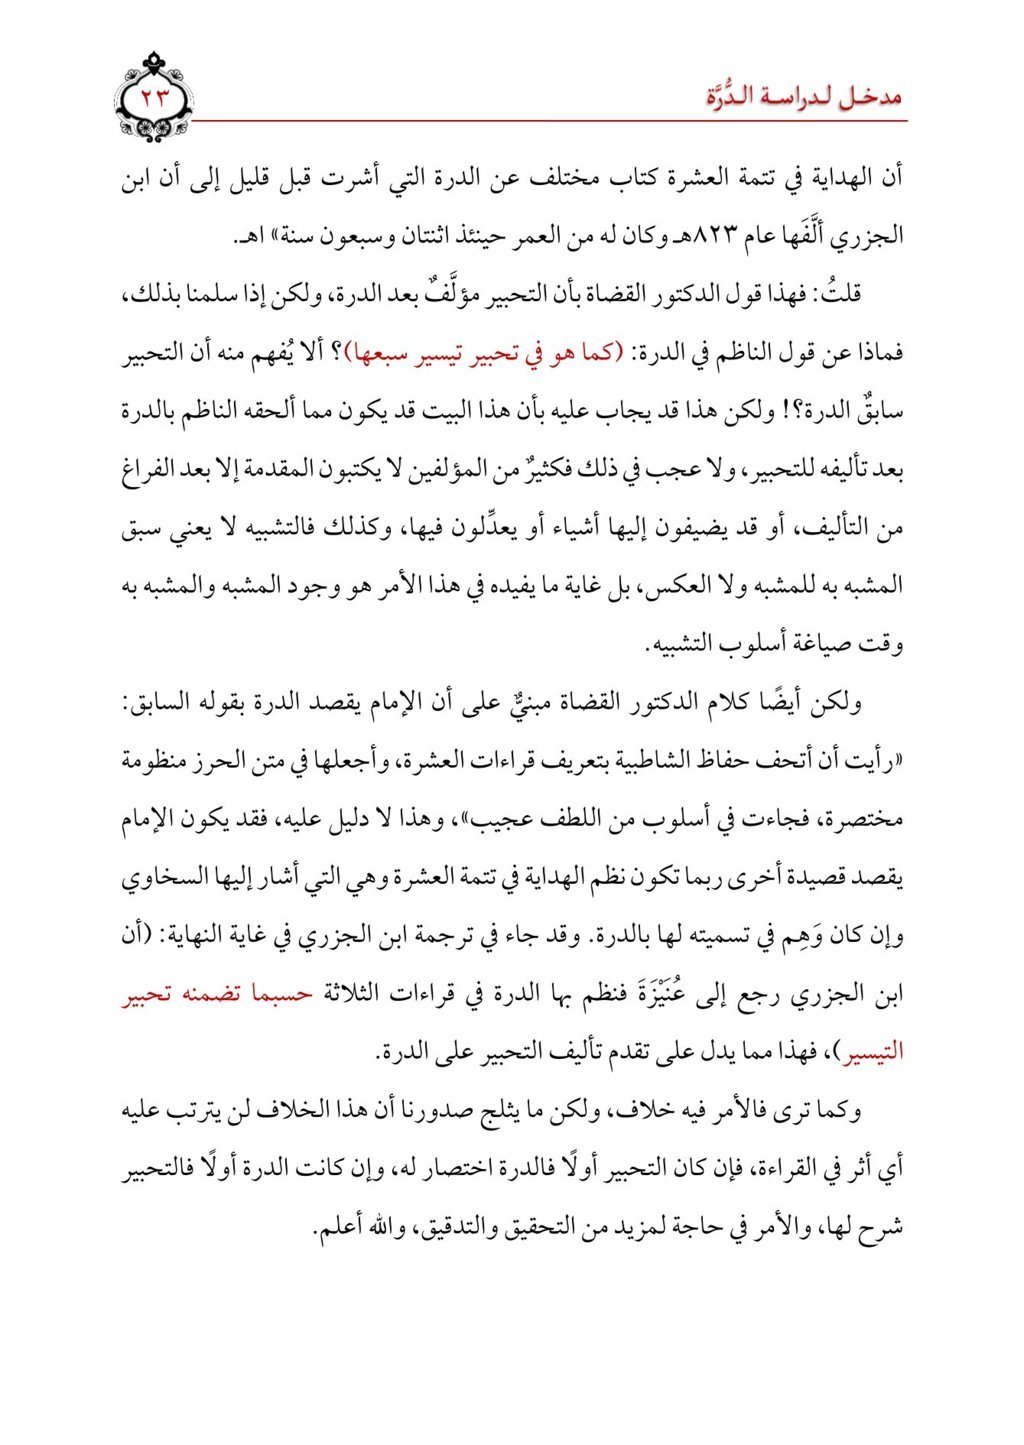 مدخل لدراسة الدُّرَّة
٢٣
أن الهداية في تتمة العشرة كتاب مختلف عن الدرة التي أشرت قبل قليل إلى أن ابن
الجزري ألَّفَها عام ٨٢٣هـ وكان له من العمر حينئذ اثنتان وسبعون سنة» اهـ.
قلتُ: فهذا قول الدكتور القضاة بأن التحبير مؤلَّفٌ بعد الدرة، ولكن إذا سلمنا بذلك،
فماذا عن قول الناظم في الدرة: (كما هو في تحبير تيسير سبعها)؟ ألا يُفهم منه أن التحبير
سابقٌ الدرة؟! ولكن هذا قد يجاب عليه بأن هذا البيت قد يكون مما ألحقه الناظم بالدرة
بعد تأليفه للتحبير، ولا عجب في ذلك فكثيرٌ من المؤلفين لا يكتبون المقدمة إلا بعد الفراغ
من التأليف، أو قد يضيفون إليها أشياء أو يعدِّلون فيها، وكذلك فالتشبيه لا يعني سبق
المشبه به للمشبه ولا العكس، بل غاية ما يفيده في هذا الأمر هو وجود المشبه والمشبه به
وقت صياغة أسلوب التشبيه.
ولكن أيضًا كلام الدكتور القضاة مبنيٌّ على أن الإمام يقصد الدرة بقوله السابق:
«رأيت أن أتحف حفاظ الشاطبية بتعريف قراءات العشرة، وأجعلها في متن الحرز منظومة
مختصرة، فجاءت في أسلوب من اللطف عجيب»، وهذا لا دليل عليه، فقد يكون الإمام
يقصد قصيدة أخرى ربما تكون نظم الهداية في تتمة العشرة وهي التي أشار إليها السخاوي
وإن كان وَهِم في تسميته لها بالدرة. وقد جاء في ترجمة ابن الجزري في غاية النهاية: (أن
ابن الجزري رجع إلى عُنَيْزَةَ فنظم بها الدرة في قراءات الثلاثة حسبما تضمنه تحبير
التيسير)، فهذا مما يدل على تقدم تأليف التحبير على الدرة.
وكما ترى فالأمر فيه خلاف، ولكن ما يثلج صدورنا أن هذا الخلاف لن يترتب عليه
أي أثر في القراءة، فإن كان التحبير أولًا فالدرة اختصار له، وإن كانت الدرة أولًا فالتحبير
شرح لها، والأمر في حاجة لمزيد من التحقيق والتدقيق، والله أعلم.